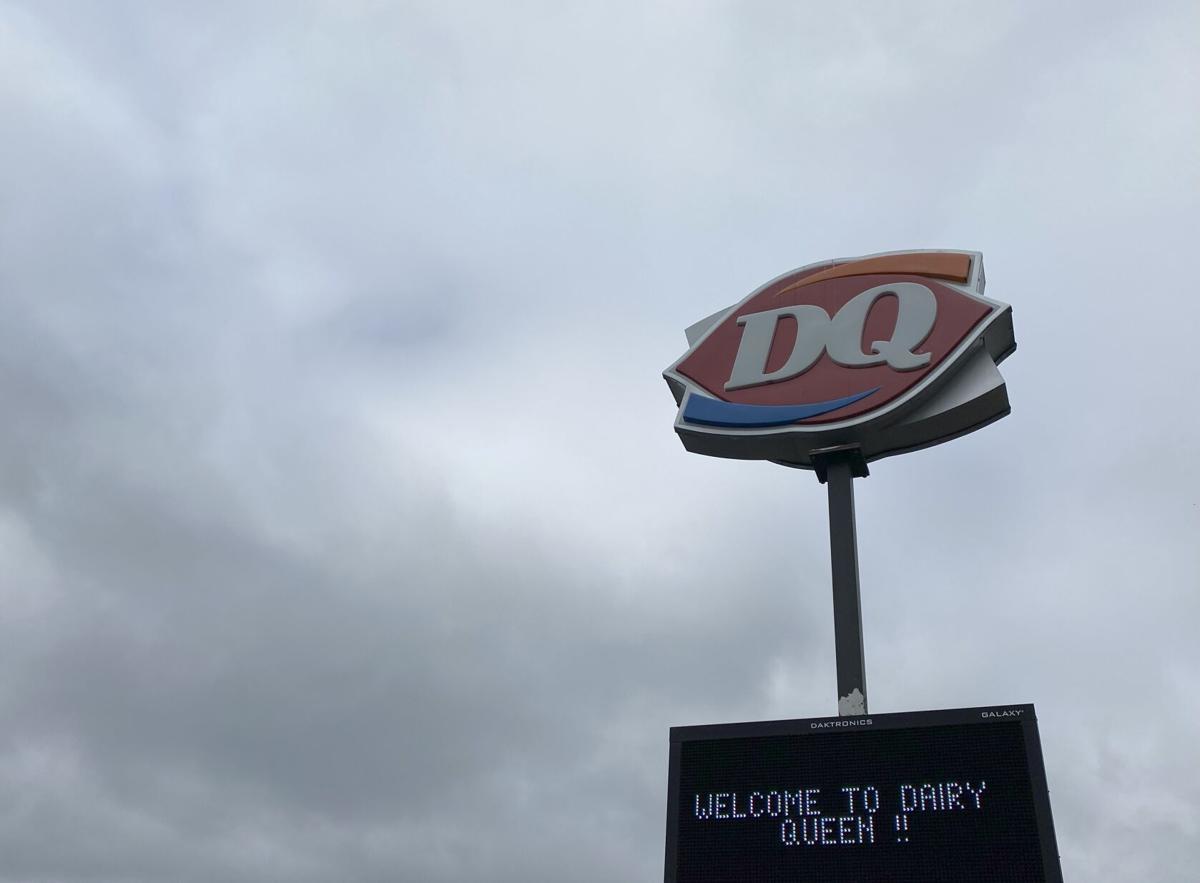 DQ
DAKTRONICS GALAXY
WELCOME TO DAIRY
QUEEN !!